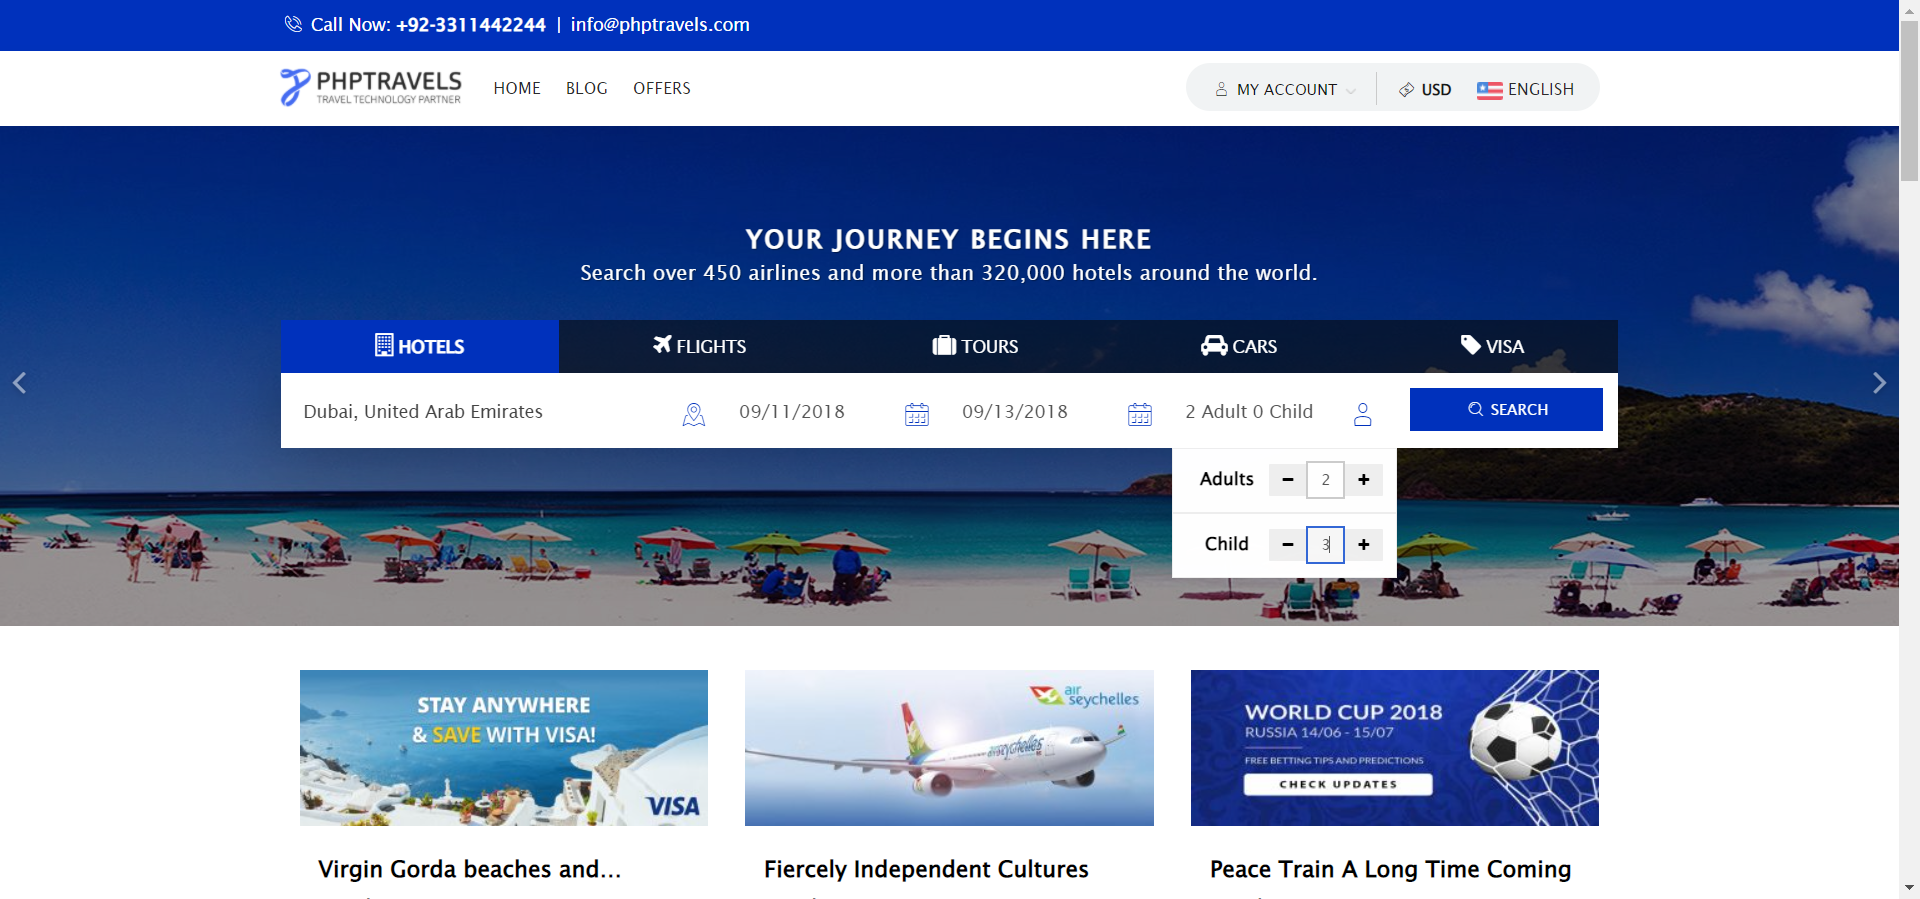 Call Now: +92-3311442244 | info@phptravels.com
PHPTRAVELS
TRAVEL TECHNOLOGY PARTNER
HOME BLOG OFFERS
MY ACCOUNT USD ENGLISH
YOUR JOURNEY BEGINS HERE
Search over 450 airlines and more than 320,000 hotels around the world.
HOTELS FLIGHTS TOURS CARS VISA
Dubai, United Arab Emirates 09/11/2018 09/13/2018 2 Adult 0 Child SEARCH
Adults - 2 +
Child - 3 +
STAY ANYWHERE
& SAVE WITH VISA!
VISA
air
seychelles
airseychelles
WORLD CUP 2018
RUSSIA 14/06 - 15/07
FREE BETTING TIPS AND PREDICTIONS
CHECK UPDATES
Virgin Gorda beaches and...
Fiercely Independent Cultures
Peace Train A Long Time Coming